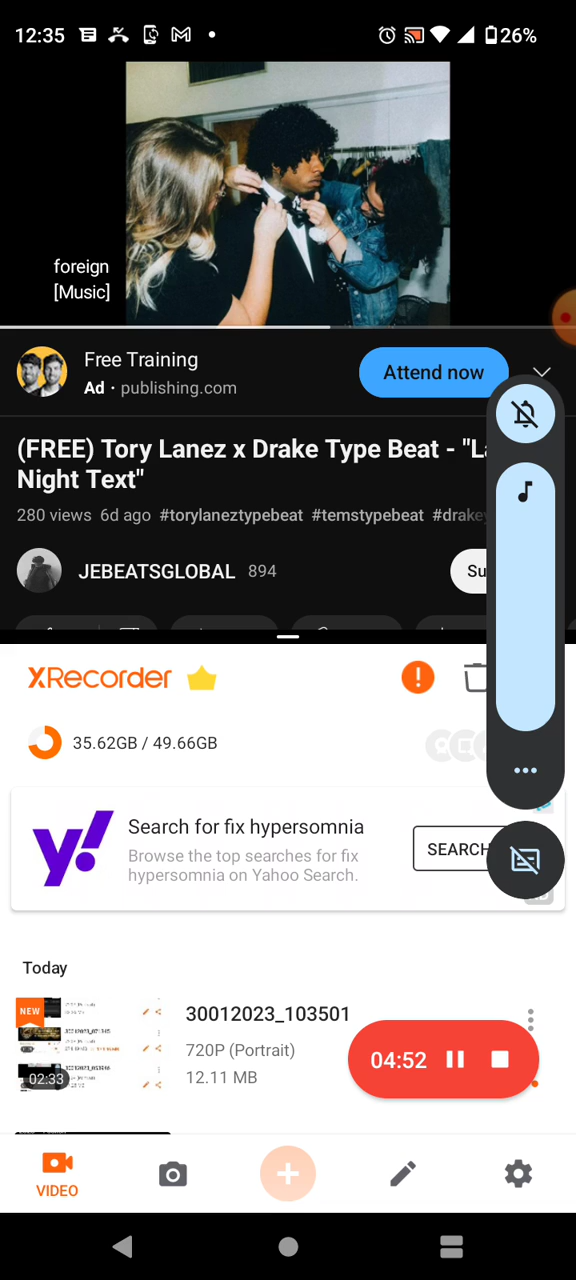 12:35
26%
foreign
[Music]
Free Training
Ad · publishing.com
Attend now
(FREE) Tory Lanez x Drake Type Beat - "La
Night Text"
280 views 6d ago #torylaneztypebeat #temstypebeat #drake
JEBEATSGLOBAL 894
Su
XRecorder
35.62GB / 49.66GB
y!
Search for fix hypersomnia
Browse the top searches for fix
hypersomnia on Yahoo Search.
SEARCH
Today
NEW
02:33
30012023_103501
720P (Portrait)
12.11 MB
04:52
VIDEO